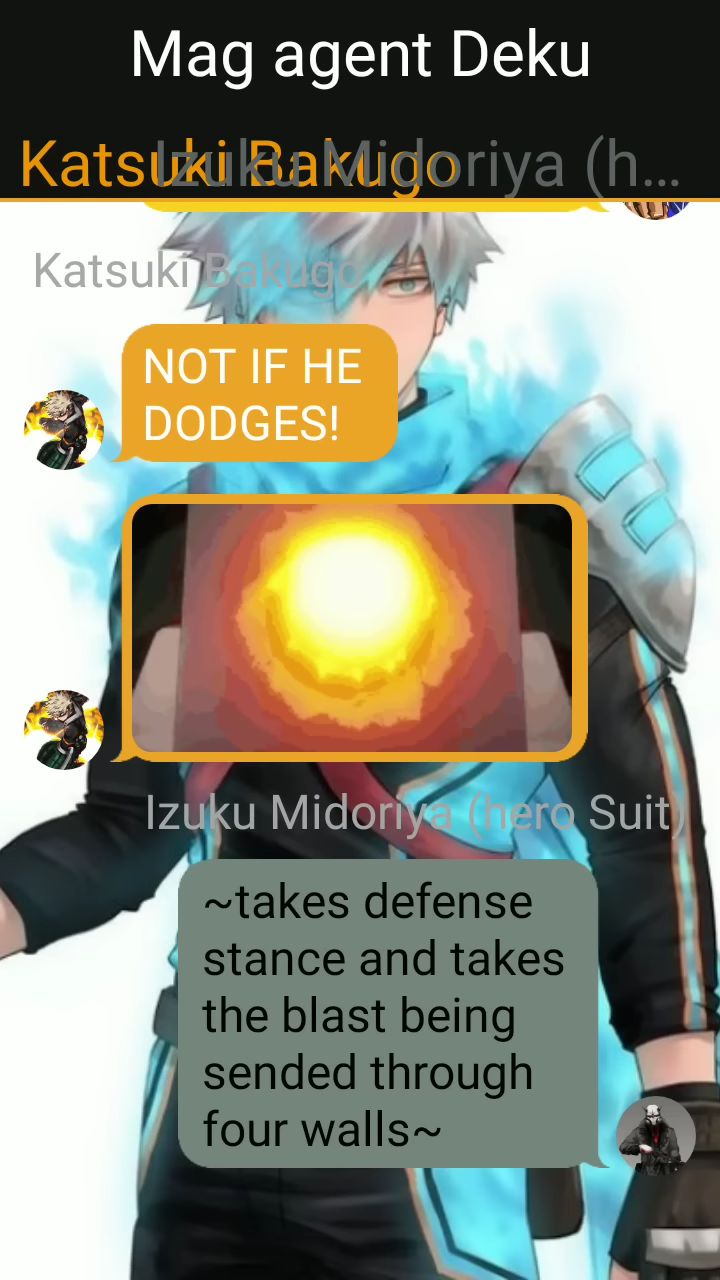 Mag agent Deku
Katsuki Bakugo
Izuku Midoriya (h...
Katsuki Bakugo
NOT IF HE
DODGES!
Izuku Midoriya (hero Suit)
~takes defense
stance and takes
the blast being
sended through
four walls~